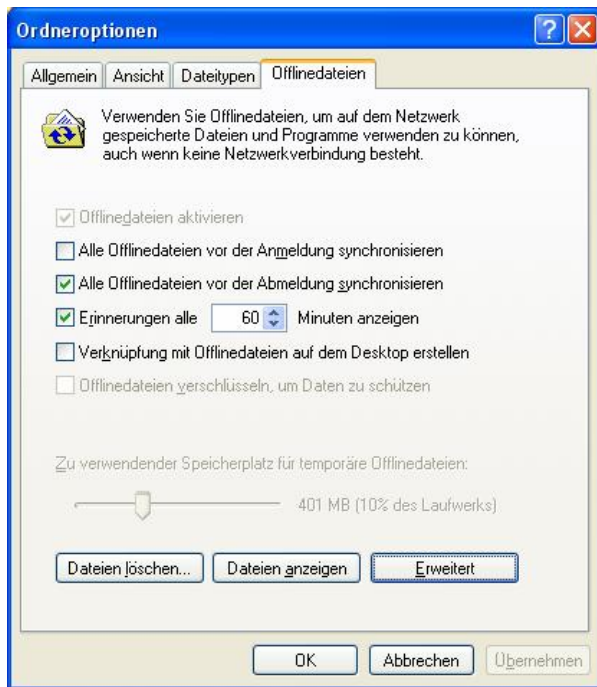 Ordneroptionen
Allgemein Ansicht Dateitypen Offlinedateien
Verwenden Sie Offlinedateien, um auf dem Netzwerk
gespeicherte Dateien und Programme verwenden zu können,
auch wenn keine Netzwerkverbindung besteht.
Offlinedateien aktivieren
Alle Offlinedateien vor der Anmeldung synchronisieren
Alle Offlinedateien vor der Abmeldung synchronisieren
Erinnerungen alle 60 Minuten anzeigen
Verknüpfung mit Offlinedateien auf dem Desktop erstellen
Offlinedateien verschlüsseln, um Daten zu schützen
Zu verwendender Speicherplatz für temporäre Offlinedateien:
401 MB (10% des Laufwerks)
Dateien löschen... Dateien anzeigen Erweitert
OK Abbrechen Übernehmen